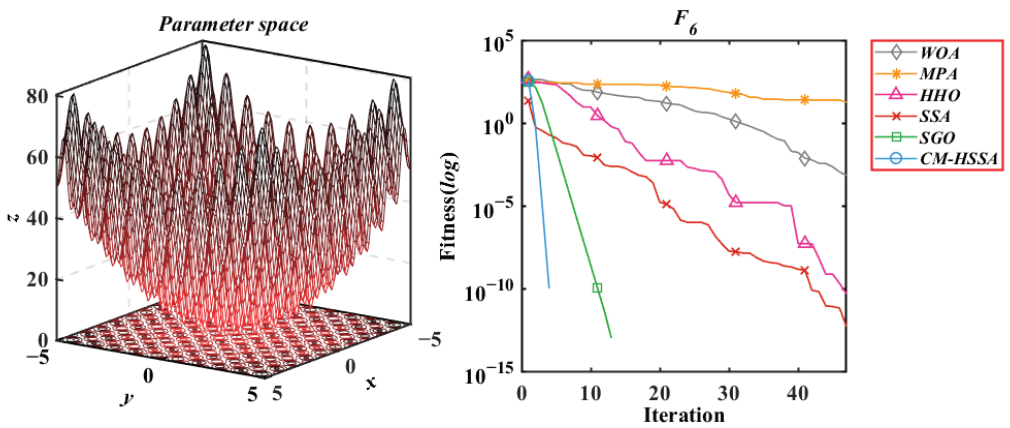 Parameter space
80
60
40
20
0
z
−5
0
5
y
5
0
−5
x
F_6
10^5
10^0
10^−5
10^−10
10^−15
Fitness(log)
0
10
20
30
40
Iteration
WOA
MPA
HHO
SSA
SGO
CM-HSSA